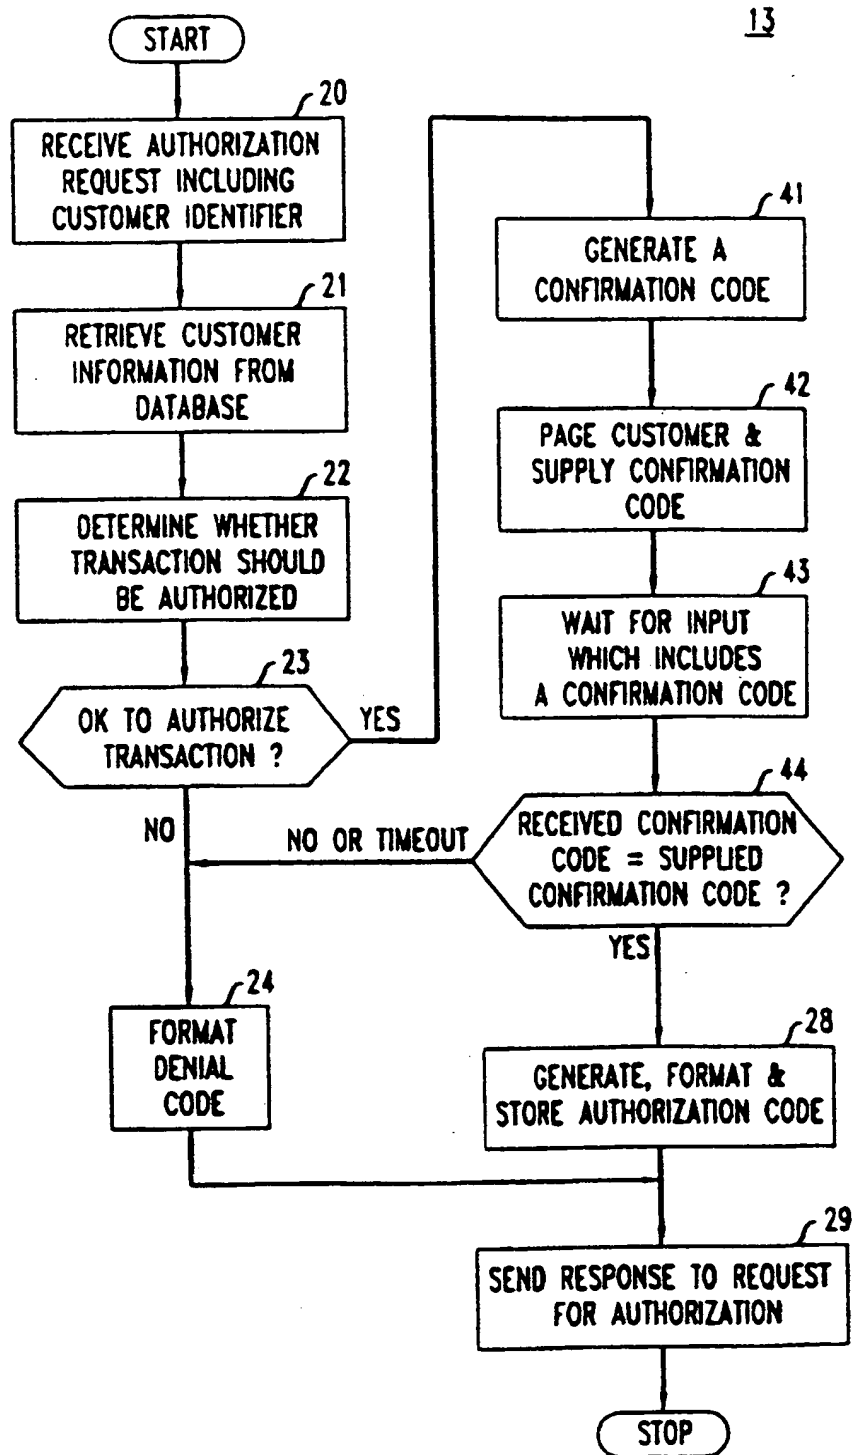 13
START
20
RECEIVE AUTHORIZATION
REQUEST INCLUDING
CUSTOMER IDENTIFIER
21
RETRIEVE CUSTOMER
INFORMATION FROM
DATABASE
22
DETERMINE WHETHER
TRANSACTION SHOULD
BE AUTHORIZED
23
OK TO AUTHORIZE
TRANSACTION ?
YES
NO
41
GENERATE A
CONFIRMATION CODE
42
PAGE CUSTOMER &
SUPPLY CONFIRMATION
CODE
43
WAIT FOR INPUT
WHICH INCLUDES
A CONFIRMATION CODE
44
RECEIVED CONFIRMATION
CODE = SUPPLIED
CONFIRMATION CODE ?
NO OR TIMEOUT
YES
24
FORMAT
DENIAL
CODE
28
GENERATE, FORMAT &
STORE AUTHORIZATION CODE
29
SEND RESPONSE TO REQUEST
FOR AUTHORIZATION
STOP